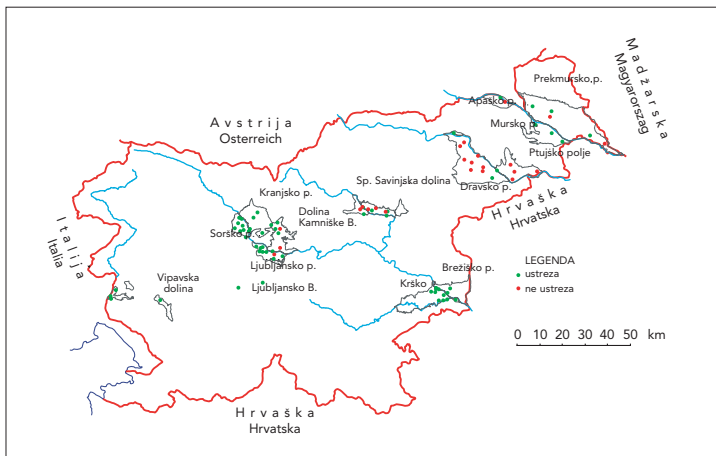 Madžarska
Magyarország
Prekmursko p.
Apaško p.
Mursko p.
Avstrija
Osterreich
Ptujsko polje
Sp. Savinjska dolina
Dravsko p.
Kranjsko p.
Dolina
Kamniške B.
Hrvaška
Hrvatska
Sorško p.
Italija
Italia
LEGENDA
ustreza
ne ustreza
Ljubljansko p.
Brežiško p.
Vipavska
dolina
Ljubljansko B.
Krško p.
0 10 20 30 40 50 km
Hrvaška
Hrvatska